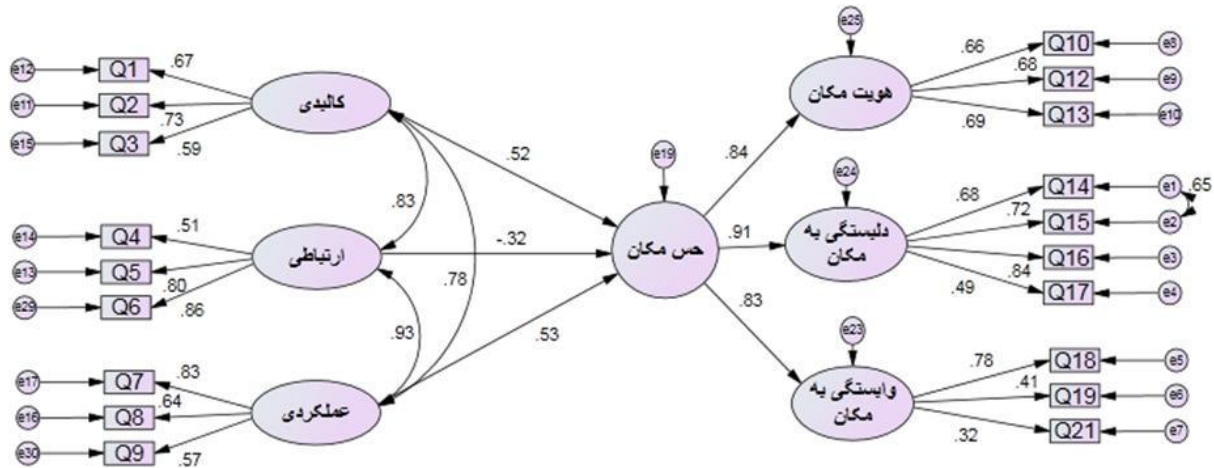 e12
Q1
.67
e11
Q2
.73
e15
Q3
.59
کالبدی
e14
Q4
.51
e13
Q5
.80
e29
Q6
.86
ارتباطی
e17
Q7
.83
e16
Q8
.64
e30
Q9
.57
عملکردی
.83
.78
.93
.52
-.32
.53
e19
حس مکان
.84
.91
.83
e25
هویت مکان
.66
Q10
e8
.68
Q12
e9
.69
Q13
e10
e24
دلبستگی به
مکان
.68
Q14
e1
.65
.72
Q15
e2
.84
Q16
e3
.49
Q17
e4
e23
وابستگی به
مکان
.78
Q18
e5
.41
Q19
e6
.32
Q21
e7